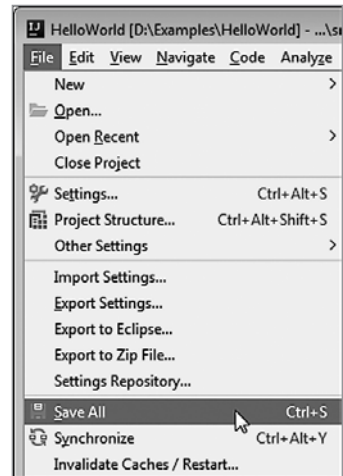 HelloWorld [D:\Examples\HelloWorld] - ...\s
File Edit View Navigate Code Analyze
New
Open...
Open Recent
Close Project
Settings... Ctrl+Alt+S
Project Structure... Ctrl+Alt+Shift+S
Other Settings
Import Settings...
Export Settings...
Export to Eclipse...
Export to Zip File...
Settings Repository...
Save All Ctrl+S
Synchronize Ctrl+Alt+Y
Invalidate Caches / Restart...